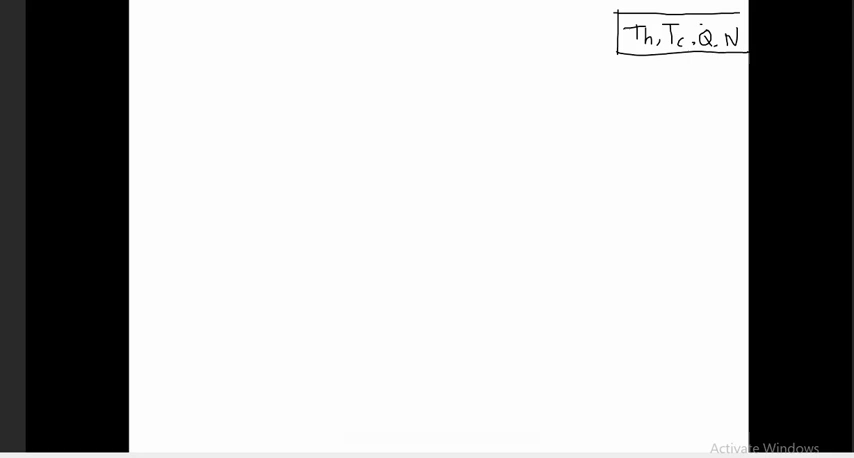 Th, Tc, Q̇, N
Activate Windows